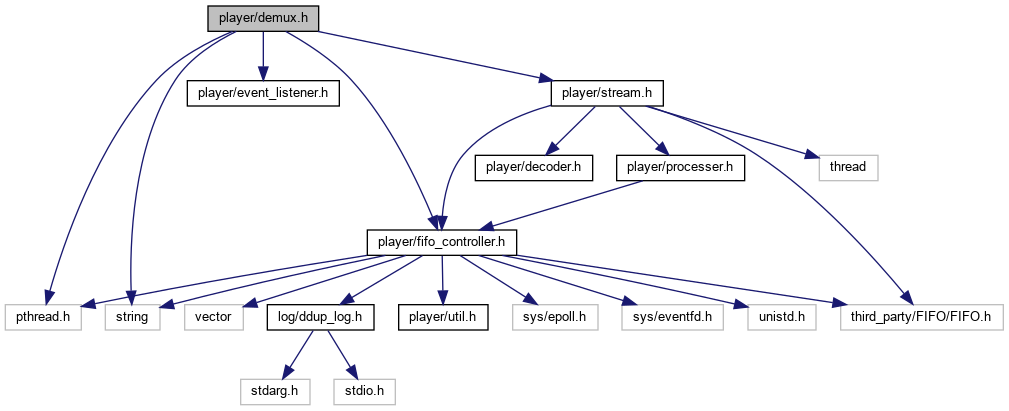 player/demux.h
player/event_listener.h
player/stream.h
player/decoder.h
player/processer.h
thread
player/fifo_controller.h
pthread.h
string
vector
log/ddup_log.h
player/util.h
sys/epoll.h
sys/eventfd.h
unistd.h
third_party/FIFO/FIFO.h
stdarg.h
stdio.h